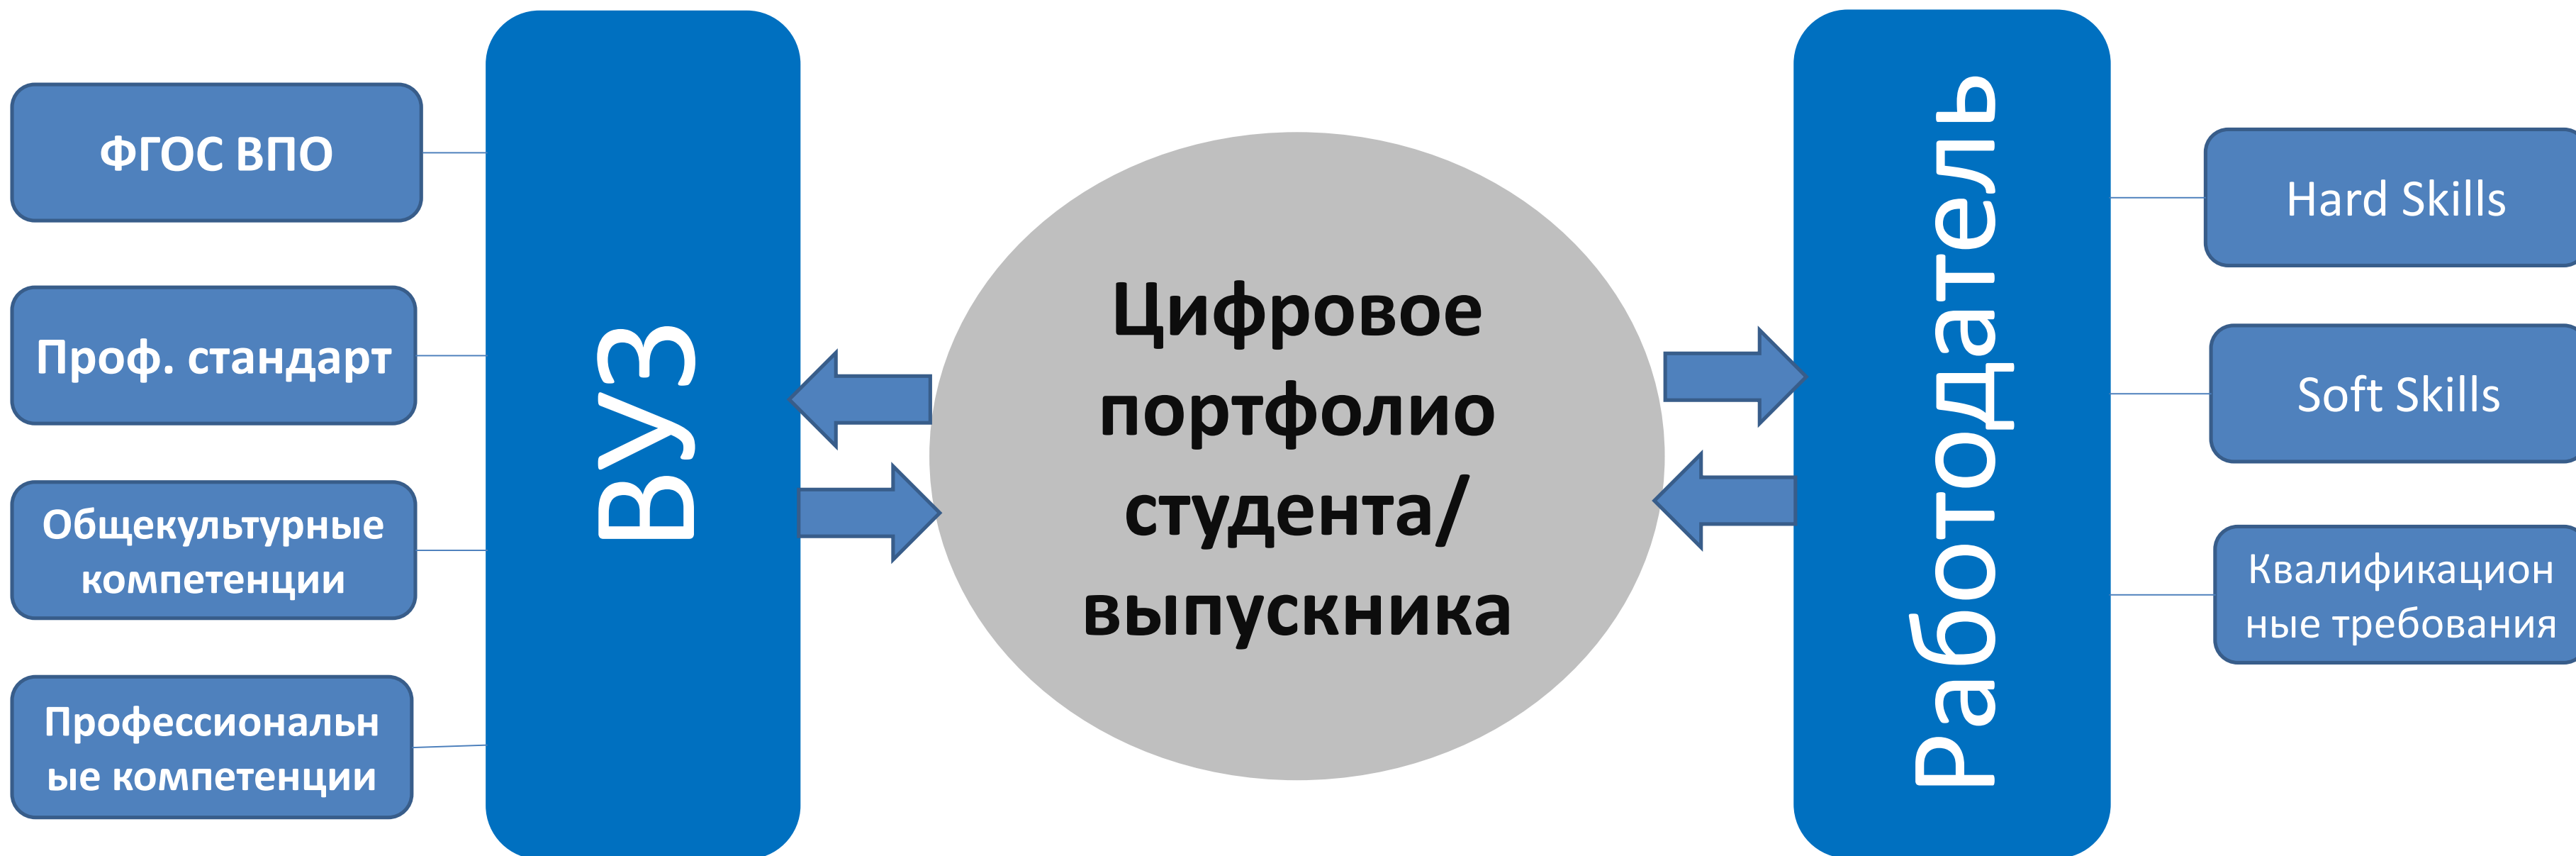 ФГОС ВПО
Проф. стандарт
Общекультурные
компетенции
Профессиональн
ые компетенции
ВУЗ
Цифровое
портфолио
студента/
выпускника
Работодатель
Hard Skills
Soft Skills
Квалификацион
ные требования